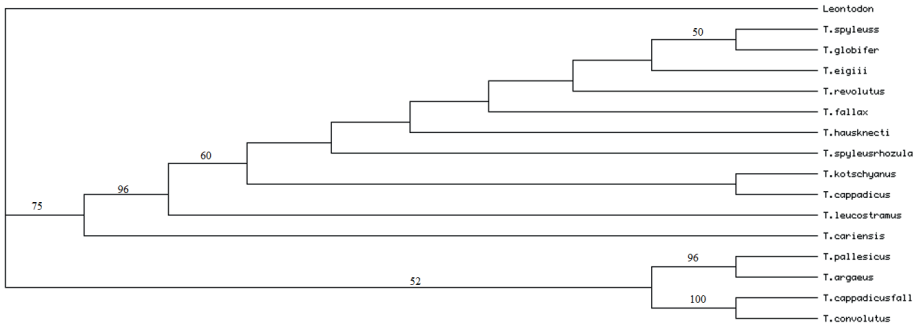 Leontodon
T.spyleuss
50
T.globifer
T.eigiii
T.revolutus
T.fallax
T.hausknecti
T.spyleusrhozula
60
T.kotschyanus
96
T.cappadicus
75
T.leucostramus
T.cariensis
T.pallesicus
96
T.argaeus
52
T.cappadicusfall
100
T.convolutus